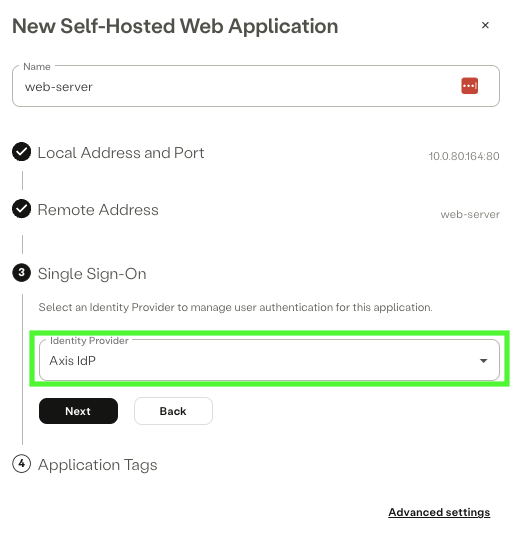 New Self-Hosted Web Application
×
Name
web-server
Local Address and Port
10.0.80.164:80
Remote Address
web-server
3 Single Sign-On
Select an Identity Provider to manage user authentication for this application.
Identity Provider
Axis IdP
Next Back
4 Application Tags
Advanced settings